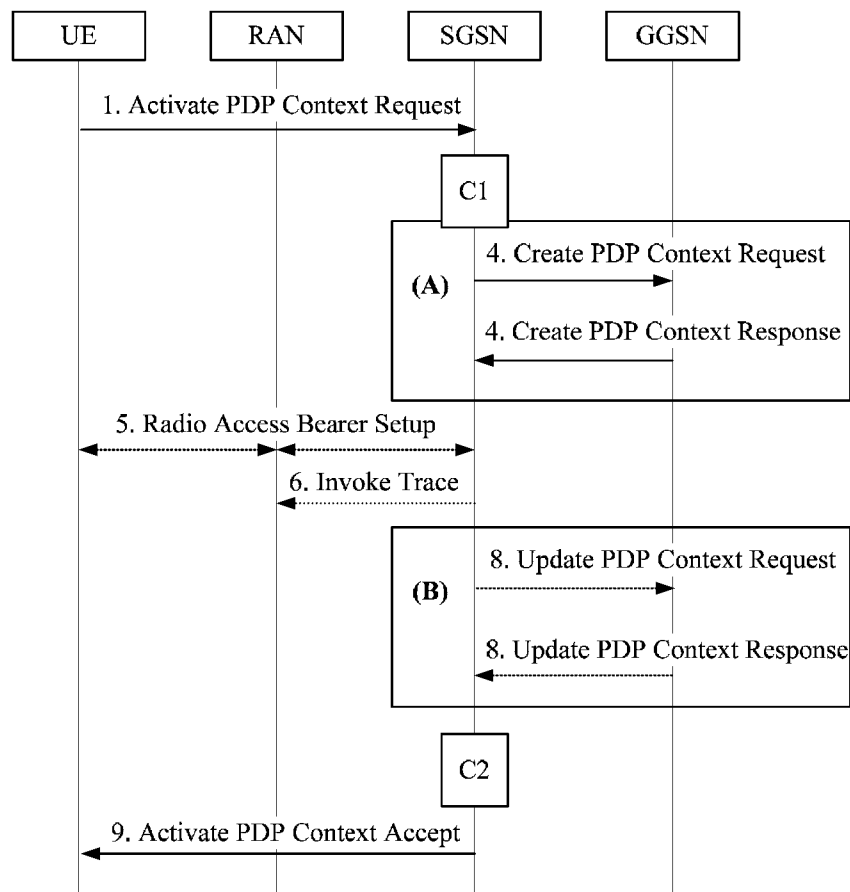 UE RAN SGSN GGSN
1. Activate PDP Context Request
C1
4. Create PDP Context Request
(A)
4. Create PDP Context Response
5. Radio Access Bearer Setup
6. Invoke Trace
8. Update PDP Context Request
(B)
8. Update PDP Context Response
C2
9. Activate PDP Context Accept